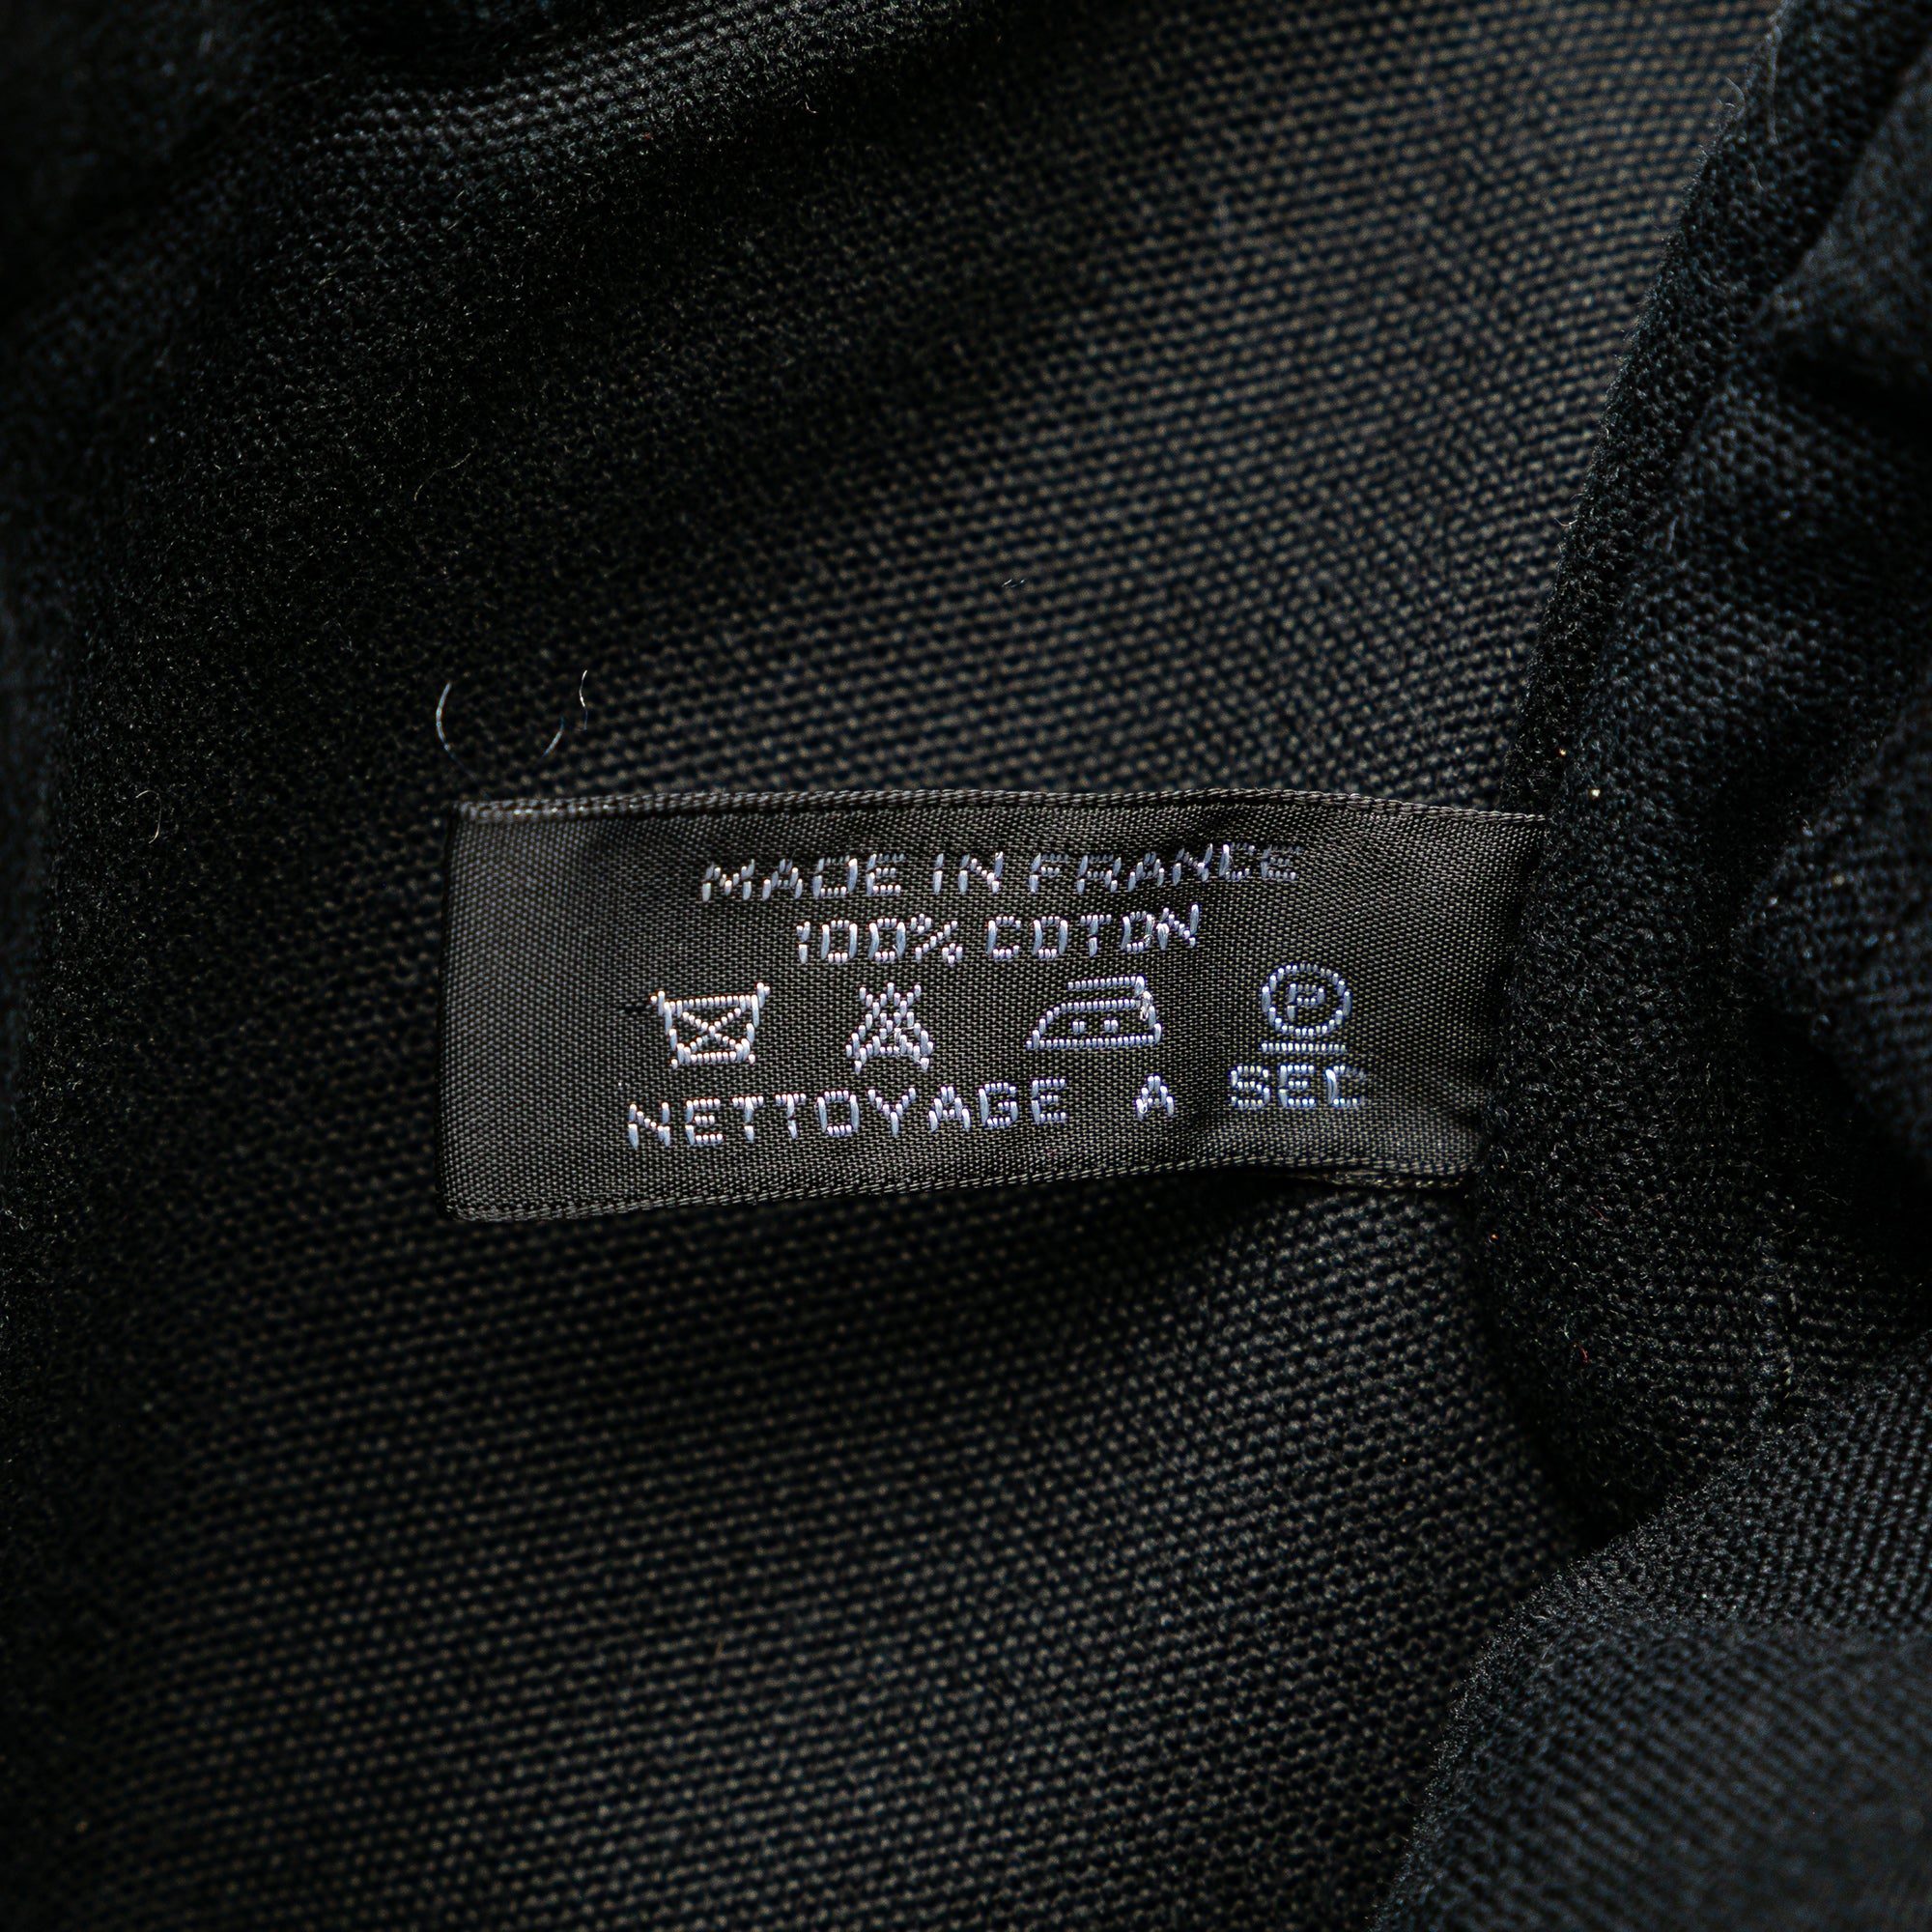 MADE IN FRANCE
100% COTON
P
NETTOYAGE A SEC